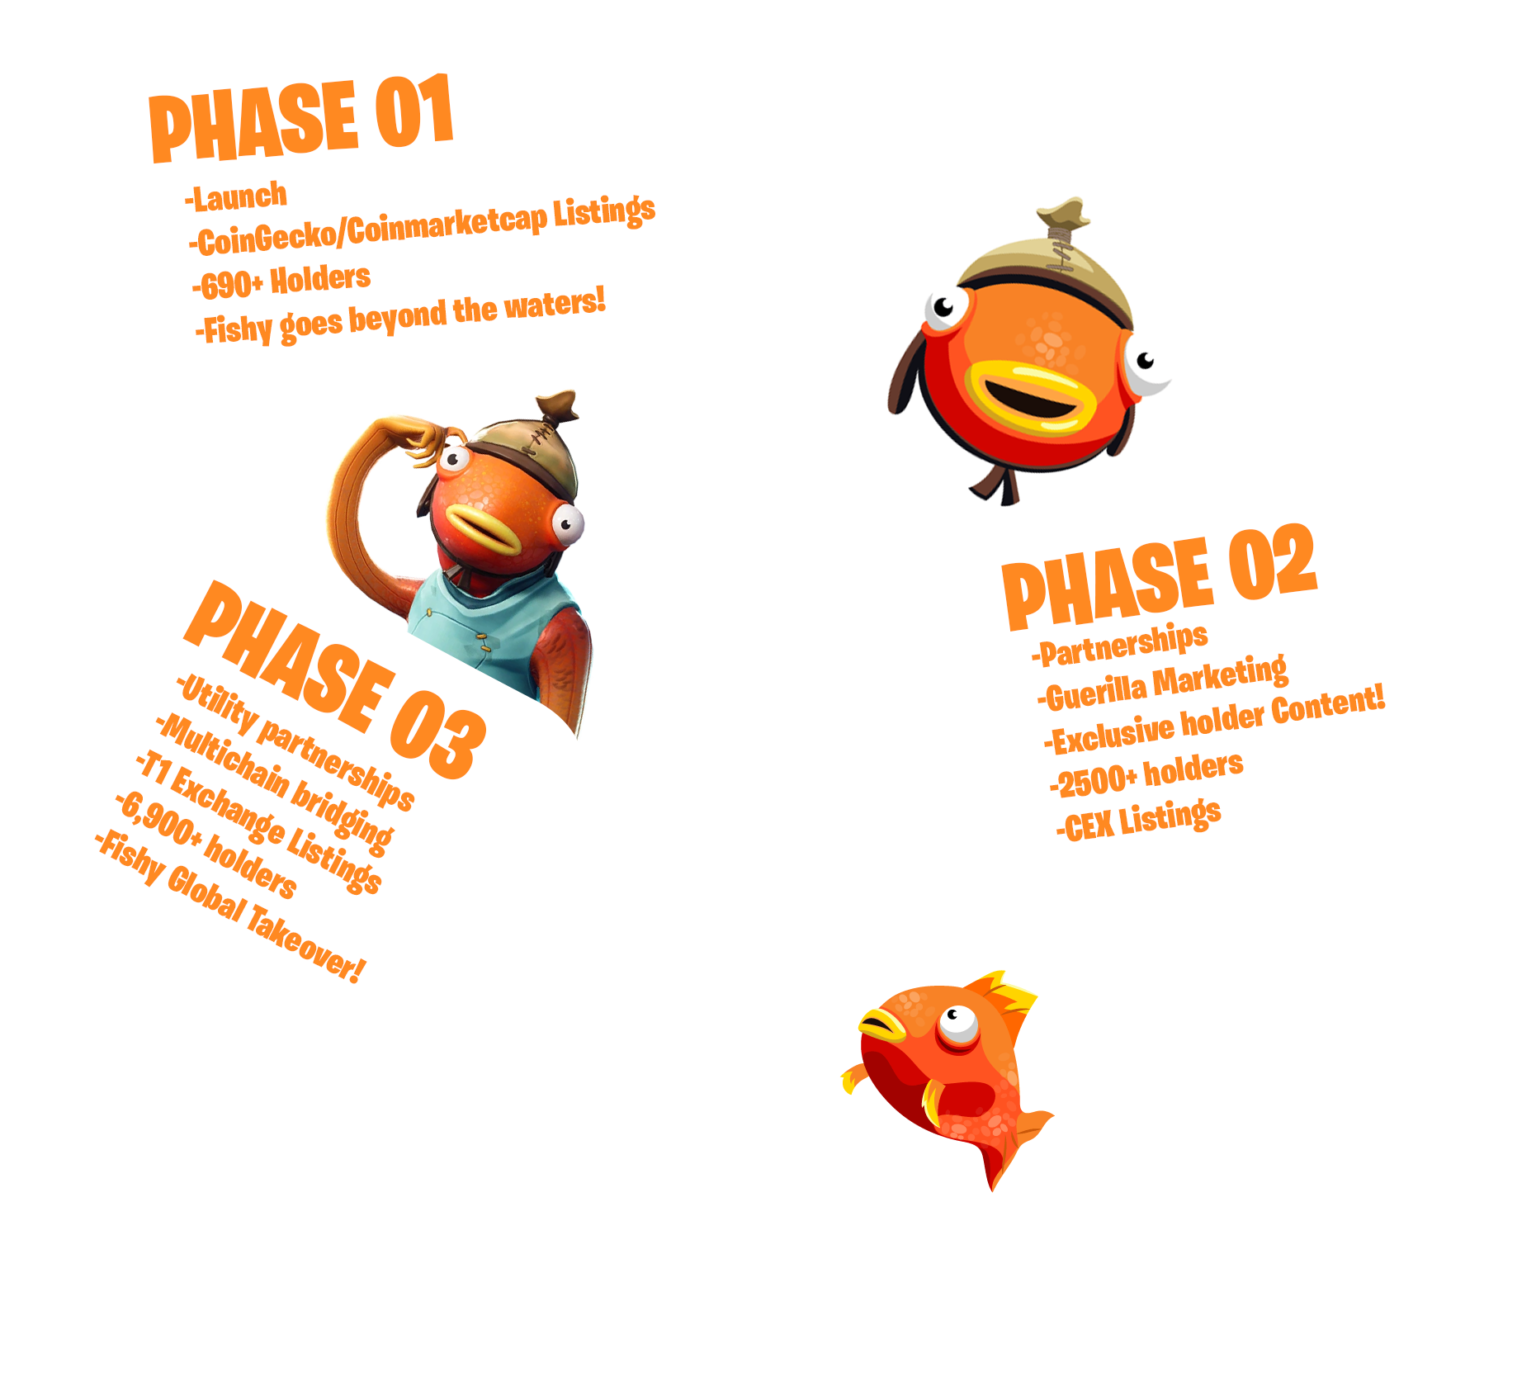 PHASE 01
-Launch
-CoinGecko/Coinmarketcap Listings
-690+ Holders
-Fishy goes beyond the waters!
PHASE 02
-Partnerships
-Guerilla Marketing
-Exclusive holder Content!
-2500+ holders
-CEX Listings
PHASE 03
-Utility partnerships
-Multichain bridging
-T1 Exchange Listings
-6,900+ holders
-Fishy Global Takeover!